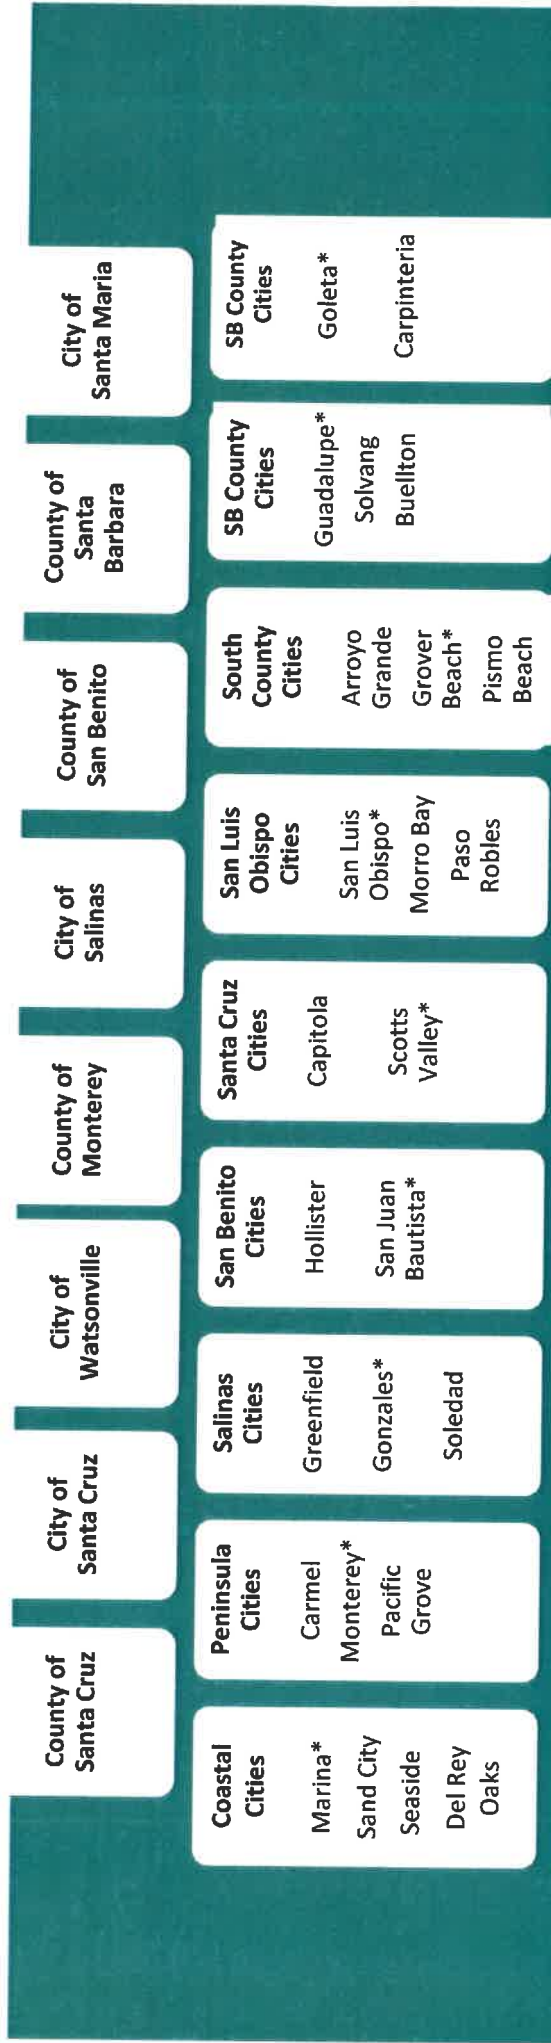 County of
Santa Cruz
City of
Santa Cruz
City of
Watsonville
County of
Monterey
City of
Salinas
County of
San Benito
County of
Santa
Barbara
City of
Santa Maria
Coastal
Cities
Marina*
Sand City
Seaside
Del Rey
Oaks
Peninsula
Cities
Carmel
Monterey*
Pacific
Grove
Salinas
Cities
Greenfield
Gonzales*
Soledad
San Benito
Cities
Hollister
San Juan
Bautista*
Santa Cruz
Cities
Capitola
Scotts
Valley*
San Luis
Obispo
Cities
San Luis
Obispo*
Morro Bay
Paso
Robles
South
County
Cities
Arroyo
Grande
Grover
Beach*
Pismo
Beach
SB County
Cities
Guadalupe*
Solvang
Buellton
SB County
Cities
Goleta*
Carpinteria